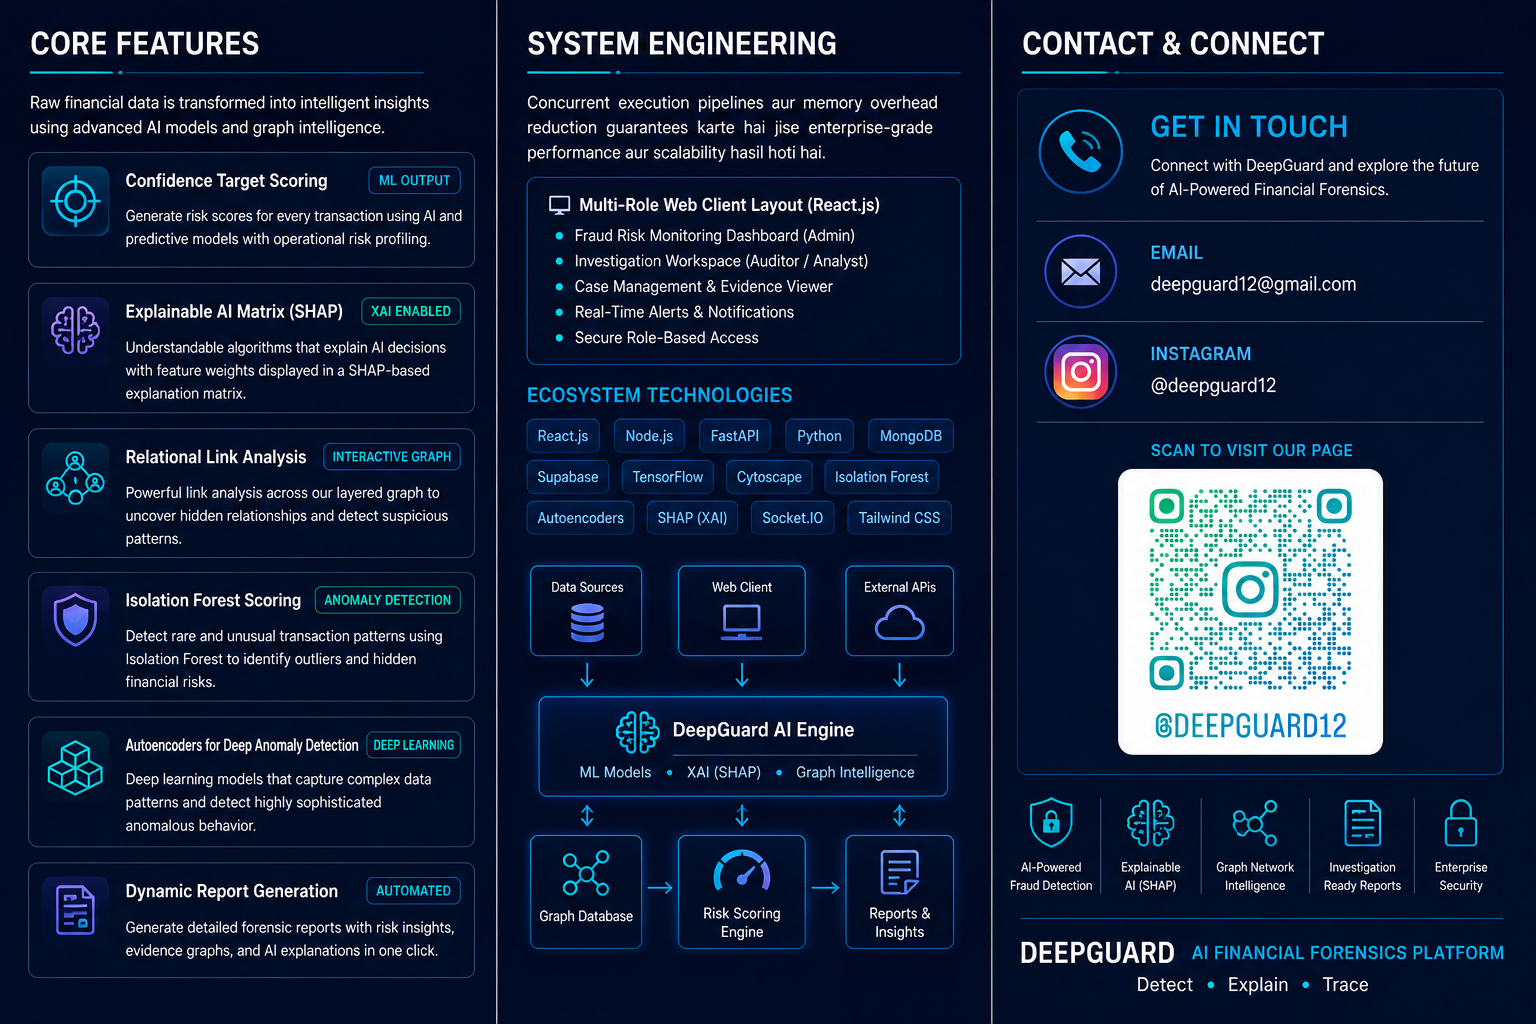 CORE FEATURES
Raw financial data is transformed into intelligent insights
using advanced AI models and graph intelligence.
Confidence Target Scoring
ML OUTPUT
Generate risk scores for every transaction using AI and
predictive models with operational risk profiling.
Explainable AI Matrix (SHAP)
XAI ENABLED
Understandable algorithms that explain AI decisions
with feature weights displayed in a SHAP-based
explanation matrix.
Relational Link Analysis
INTERACTIVE GRAPH
Powerful link analysis across our layered graph to
uncover hidden relationships and detect suspicious
patterns.
Isolation Forest Scoring
ANOMALY DETECTION
Detect rare and unusual transaction patterns using
Isolation Forest to identify outliers and hidden
financial risks.
Autoencoders for Deep Anomaly Detection
DEEP LEARNING
Deep learning models that capture complex data
patterns and detect highly sophisticated
anomalous behavior.
Dynamic Report Generation
AUTOMATED
Generate detailed forensic reports with risk insights,
evidence graphs, and AI explanations in one click.
SYSTEM ENGINEERING
Concurrent execution pipelines aur memory overhead
reduction guarantees karte hai jise enterprise-grade
performance aur scalability hasil hoti hai.
Multi-Role Web Client Layout (React.js)
• Fraud Risk Monitoring Dashboard (Admin)
• Investigation Workspace (Auditor / Analyst)
• Case Management & Evidence Viewer
• Real-Time Alerts & Notifications
• Secure Role-Based Access
ECOSYSTEM TECHNOLOGIES
React.js Node.js FastAPI Python MongoDB
Supabase TensorFlow Cytoscape Isolation Forest
Autoencoders SHAP (XAI) Socket.IO Tailwind CSS
Data Sources
Web Client
External APIs
DeepGuard AI Engine
ML Models • XAI (SHAP) • Graph Intelligence
Graph Database
Risk Scoring
Engine
Reports &
Insights
CONTACT & CONNECT
GET IN TOUCH
Connect with DeepGuard and explore the future
of AI-Powered Financial Forensics.
EMAIL
deepguard12@gmail.com
INSTAGRAM
@deepguard12
SCAN TO VISIT OUR PAGE
@DEEPGUARD12
AI-Powered
Fraud Detection
Explainable
AI (SHAP)
Graph Network
Intelligence
Investigation
Ready Reports
Enterprise
Security
DEEPGUARD AI FINANCIAL FORENSICS PLATFORM
Detect • Explain • Trace